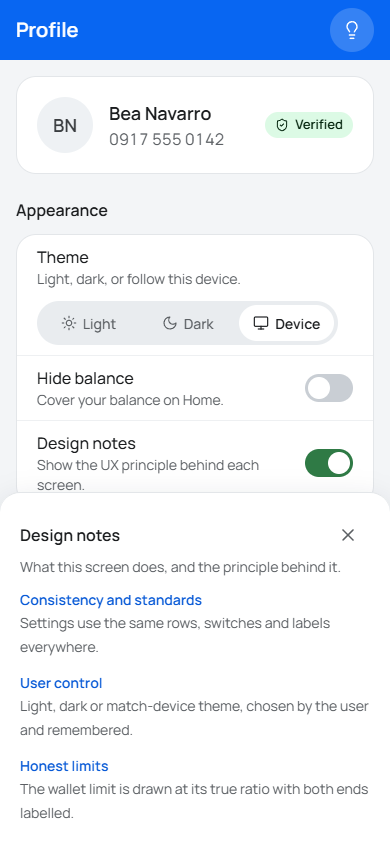 Profile
BN
Bea Navarro
0917 555 0142
Verified
Appearance
Theme
Light, dark, or follow this device.
Light
Dark
Device
Hide balance
Cover your balance on Home.
Design notes
Show the UX principle behind each
screen.
Design notes
What this screen does, and the principle behind it.
Consistency and standards
Settings use the same rows, switches and labels
everywhere.
User control
Light, dark or match-device theme, chosen by the user
and remembered.
Honest limits
The wallet limit is drawn at its true ratio with both ends
labelled.